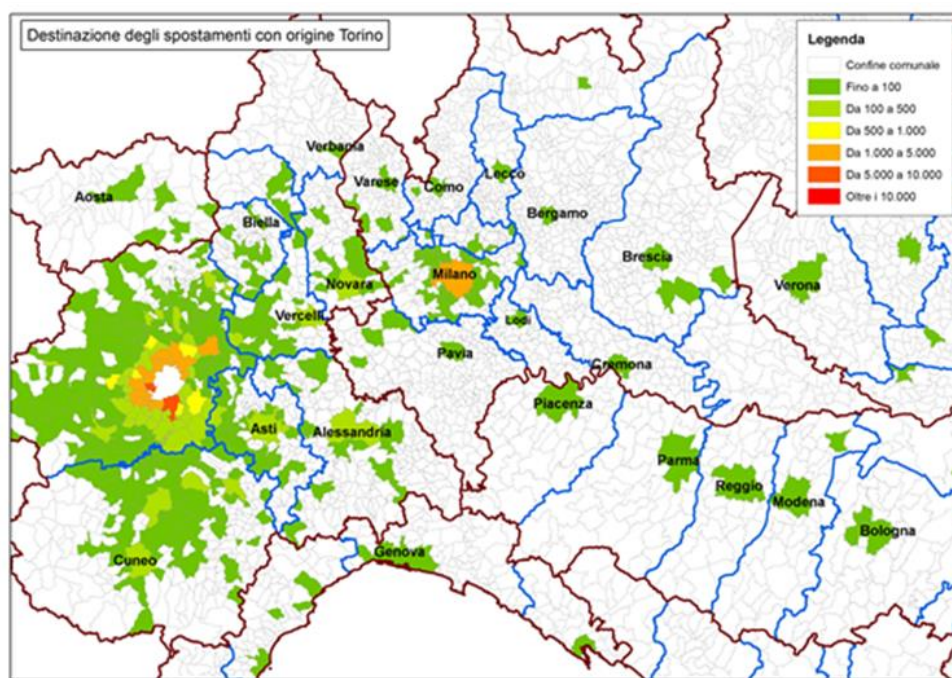 Destinazione degli spostamenti con origine Torino
Legenda
Confine comunale
Fino a 100
Da 100 a 500
Da 500 a 1.000
Da 1.000 a 5.000
Da 5.000 a 10.000
Oltre i 10.000
Verbania
Varese
Como
Lecco
Aosta
Biella
Bergamo
Brescia
Milano
Novara
Verona
Vercelli
Lodi
Pavia
Cremona
Piacenza
Asti
Alessandria
Parma
Reggio
Modena
Bologna
Genova
Cuneo